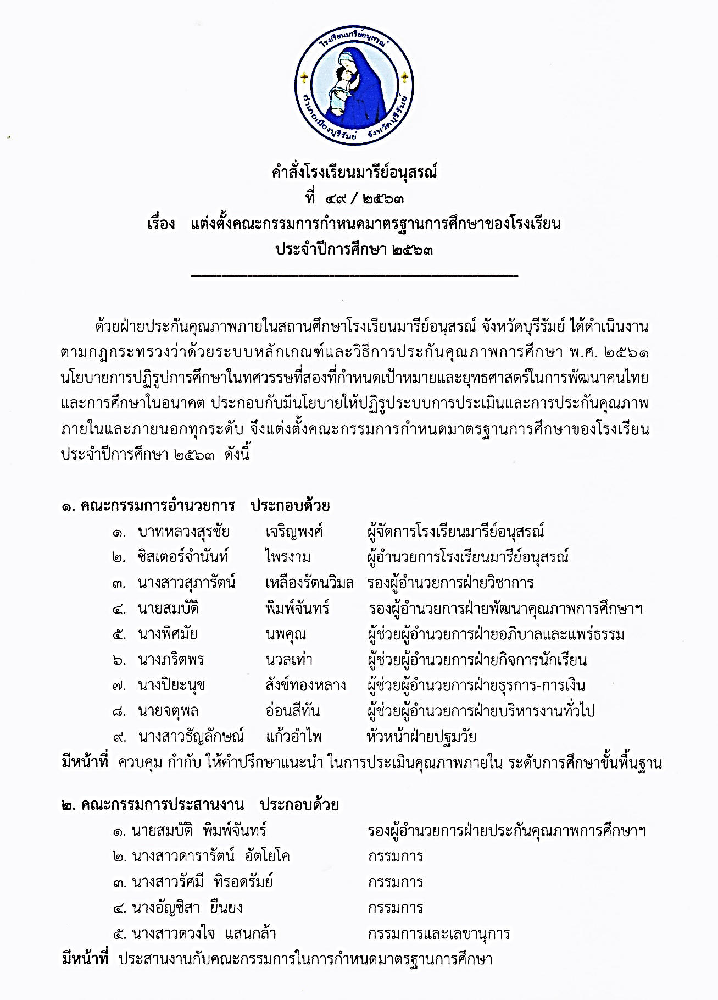 โรงเรียนมารีย์อนุสรณ์
อำเภอเมืองบุรีรัมย์ จังหวัดบุรีรัมย์
คำสั่งโรงเรียนมารีย์อนุสรณ์
ที่ ๔๙ / ๒๕๖๓
เรื่อง แต่งตั้งคณะกรรมการกำหนดมาตรฐานการศึกษาของโรงเรียน
ประจำปีการศึกษา ๒๕๖๓
ด้วยฝ่ายประกันคุณภาพภายในสถานศึกษาโรงเรียนมารีย์อนุสรณ์ จังหวัดบุรีรัมย์ ได้ดำเนินงาน
ตามกฎกระทรวงว่าด้วยระบบหลักเกณฑ์และวิธีการประกันคุณภาพการศึกษา พ.ศ. ๒๕๖๑
นโยบายการปฏิรูปการศึกษาในทศวรรษที่สองที่กำหนดเป้าหมายและยุทธศาสตร์ในการพัฒนาคนไทย
และการศึกษาในอนาคต ประกอบกับมีนโยบายให้ปฏิรูประบบการประเมินและการประกันคุณภาพ
ภายในและภายนอกทุกระดับ จึงแต่งตั้งคณะกรรมการกำหนดมาตรฐานการศึกษาของโรงเรียน
ประจำปีการศึกษา ๒๕๖๓ ดังนี้
๑. คณะกรรมการอำนวยการ ประกอบด้วย
๑. บาทหลวงสุรชัย เจริญพงศ์ ผู้จัดการโรงเรียนมารีย์อนุสรณ์
๒. ซิสเตอร์จำนันท์ ไพรงาม ผู้อำนวยการโรงเรียนมารีย์อนุสรณ์
๓. นางสาวสุภารัตน์ เหลืองรัตนวิมล รองผู้อำนวยการฝ่ายวิชาการ
๔. นายสมบัติ พิมพ์จันทร์ รองผู้อำนวยการฝ่ายพัฒนาคุณภาพการศึกษาฯ
๕. นางพิศมัย นพคุณ ผู้ช่วยผู้อำนวยการฝ่ายอภิบาลและแพร่ธรรม
๖. นางภริตพร นวลเท่า ผู้ช่วยผู้อำนวยการฝ่ายกิจการนักเรียน
๗. นางปิยะนุช สังข์ทองหลาง ผู้ช่วยผู้อำนวยการฝ่ายธุรการ-การเงิน
๘. นายจตุพล อ่อนสีทัน ผู้ช่วยผู้อำนวยการฝ่ายบริหารงานทั่วไป
๙. นางสาวธัญลักษณ์ แก้วอำไพ หัวหน้าฝ่ายปฐมวัย
มีหน้าที่ ควบคุม กำกับ ให้คำปรึกษาแนะนำ ในการประเมินคุณภาพภายใน ระดับการศึกษาขั้นพื้นฐาน
๒. คณะกรรมการประสานงาน ประกอบด้วย
๑. นายสมบัติ พิมพ์จันทร์ รองผู้อำนวยการฝ่ายประกันคุณภาพการศึกษาฯ
๒. นางสาวดารารัตน์ อัตโยโค กรรมการ
๓. นางสาวรัศมี ทิรอดรัมย์ กรรมการ
๔. นางอัญชิสา ยืนยง กรรมการ
๕. นางสาวดวงใจ แสนกล้า กรรมการและเลขานุการ
มีหน้าที่ ประสานงานกับคณะกรรมการในการกำหนดมาตรฐานการศึกษา